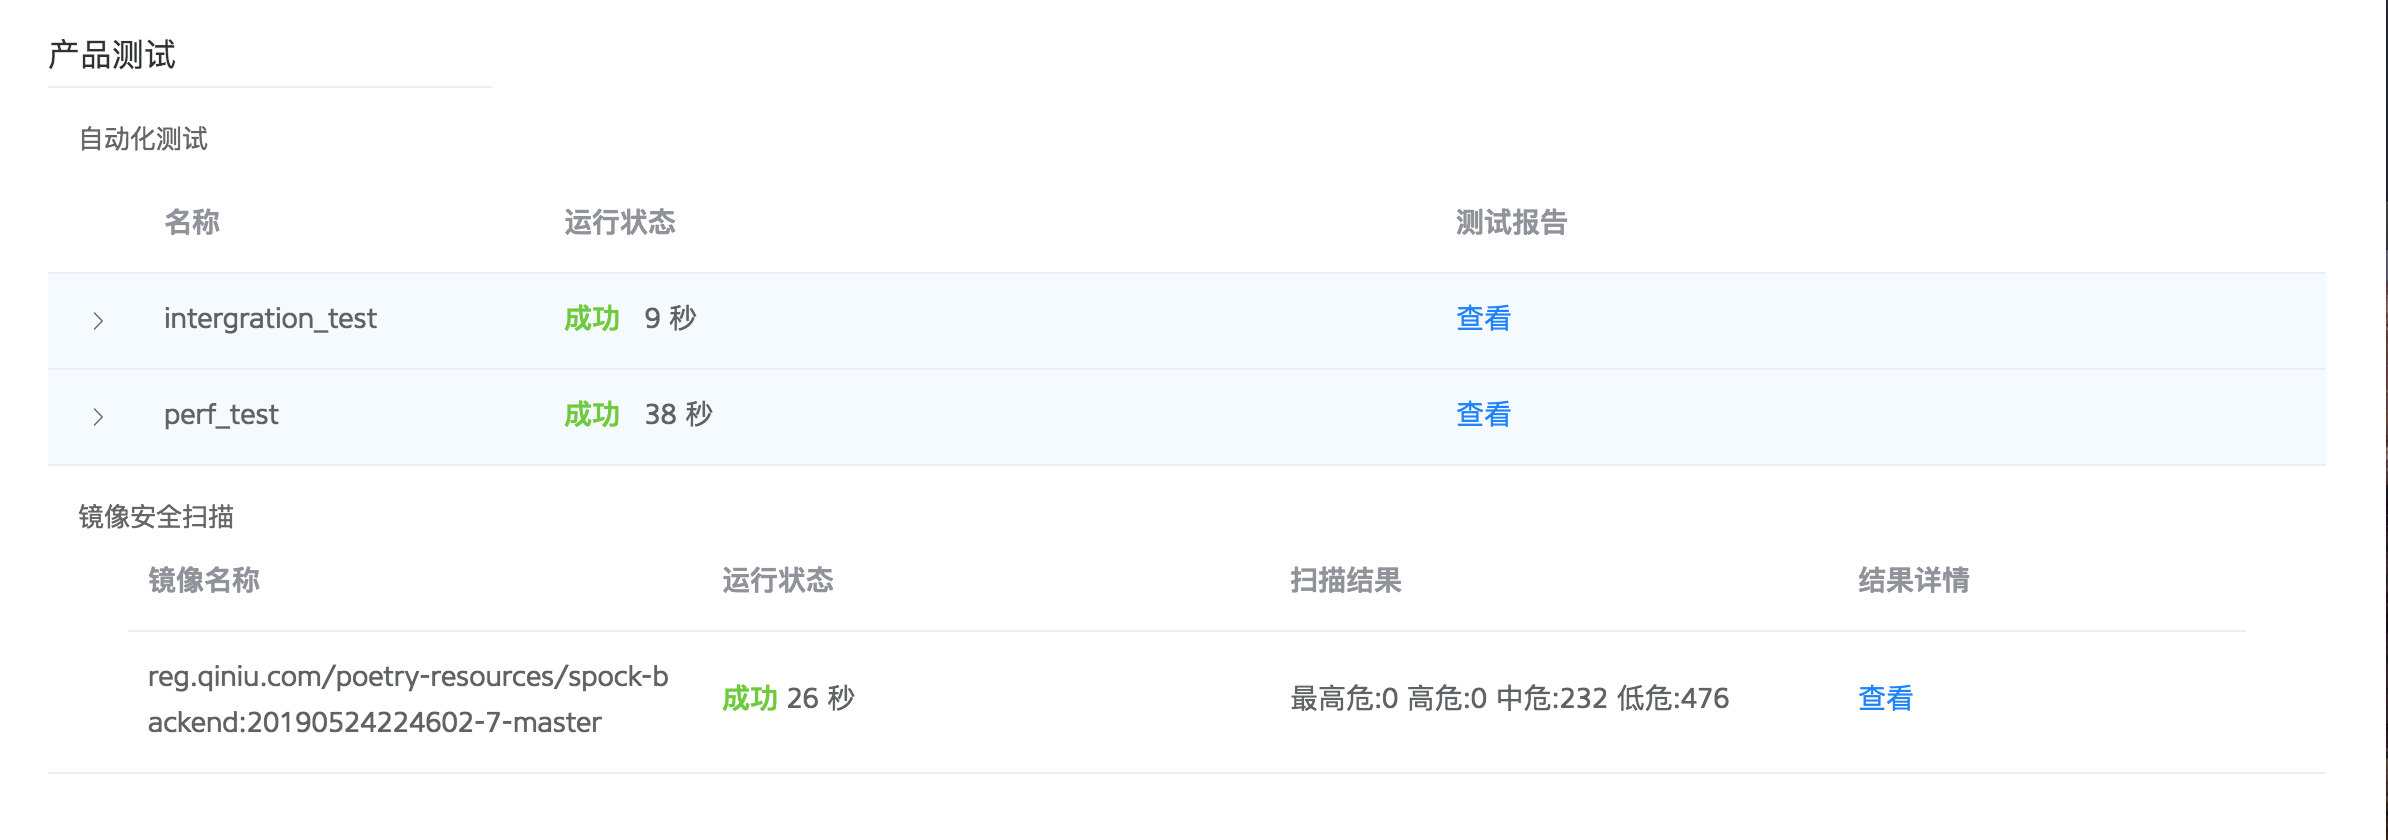 产品测试
自动化测试
名称 运行状态 测试报告
intergration_test 成功 9 秒 查看
perf_test 成功 38 秒 查看
镜像安全扫描
镜像名称 运行状态 扫描结果 结果详情
reg.qiniu.com/poetry-resources/spock-b
ackend:20190524224602-7-master 成功 26 秒 最高危:0 高危:0 中危:232 低危:476 查看